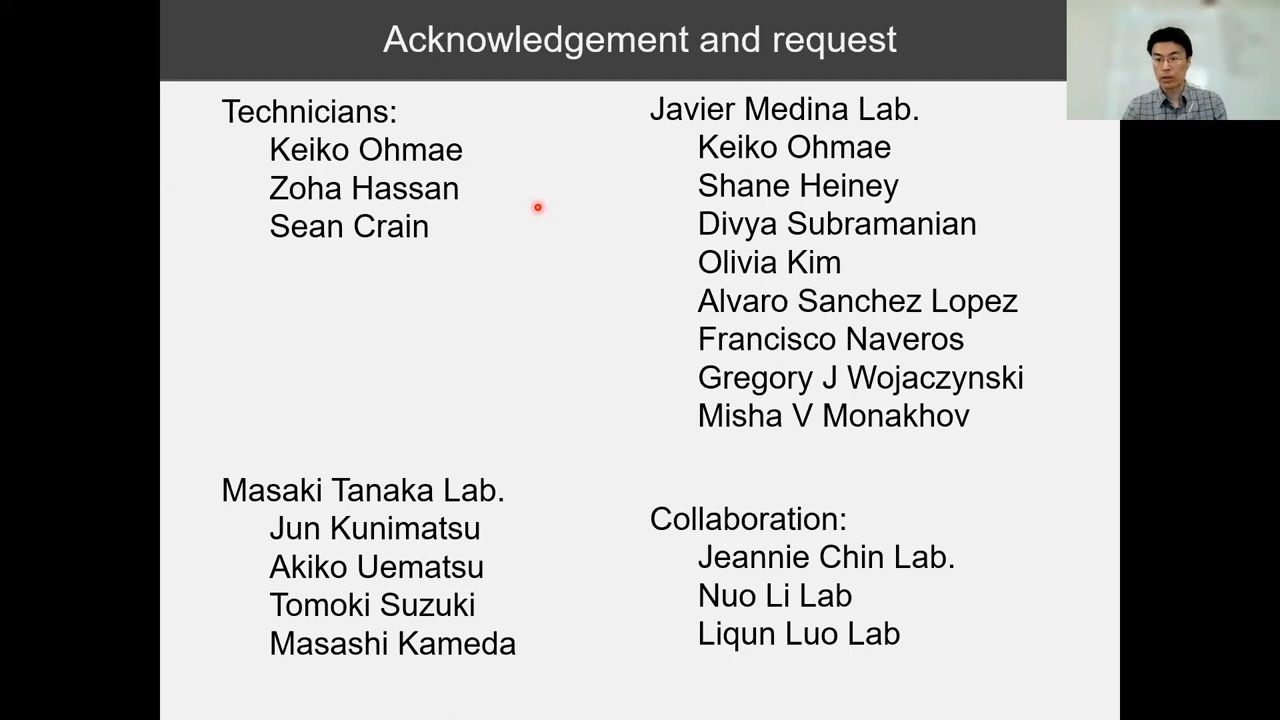 Acknowledgement and request
Technicians:
Keiko Ohmae
Zoha Hassan
Sean Crain
Masaki Tanaka Lab.
Jun Kunimatsu
Akiko Uematsu
Tomoki Suzuki
Masashi Kameda
Javier Medina Lab.
Keiko Ohmae
Shane Heiney
Divya Subramanian
Olivia Kim
Alvaro Sanchez Lopez
Francisco Naveros
Gregory J Wojaczynski
Misha V Monakhov
Collaboration:
Jeannie Chin Lab.
Nuo Li Lab
Liqun Luo Lab